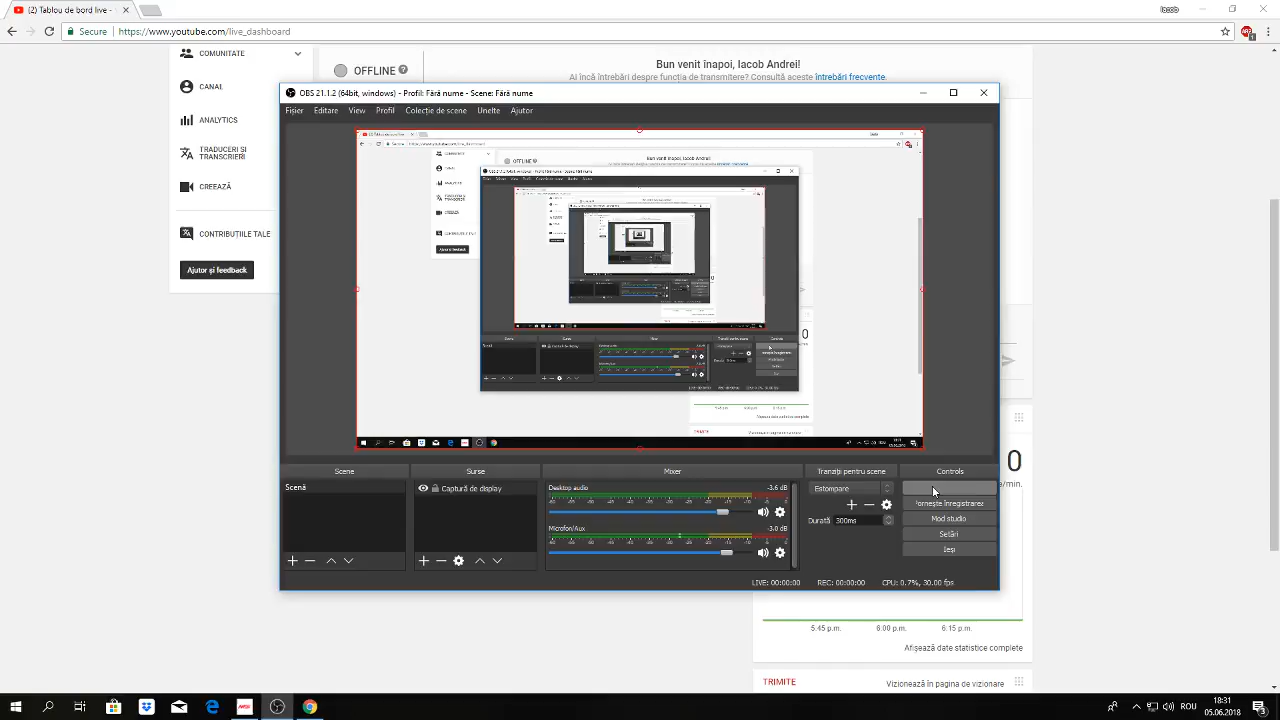 (2) Tablou de bord live -
Iacob
Secure
https://www.youtube.com/live_dashboard
COMUNITATE
CANAL
ANALYTICS
TRADUCERI ȘI
TRANSCRIERI
CREEAZĂ
CONTRIBUȚIILE TALE
Ajutor și feedback
OFFLINE
Bun venit înapoi, Iacob Andrei!
Ai încă întrebări despre funcția de transmitere? Consultă aceste întrebări frecvente.
OBS 21.1.2 (64bit, windows) - Profil: Fără nume - Scene: Fără nume
Fișier Editare View Profil Colecție de scene Unelte Ajutor
Scene
Surse
Mixer
Tranziții pentru scene
Controls
Scenă
Captură de display
Desktop audio
-3.6 dB
Microfon/Aux
-3.0 dB
Estompare
Durată 300ms
Pornește înregistrarea
Mod studio
Setări
Ieși
LIVE: 00:00:00
REC: 00:00:00
CPU: 0.7%, 30.00 fps
0
/min.
5:45 p.m. 6:00 p.m. 6:15 p.m.
Afișează date statistice complete
TRIMITE
Vizionează în pagina de vizionare
ROU
18:31
05.06.2018